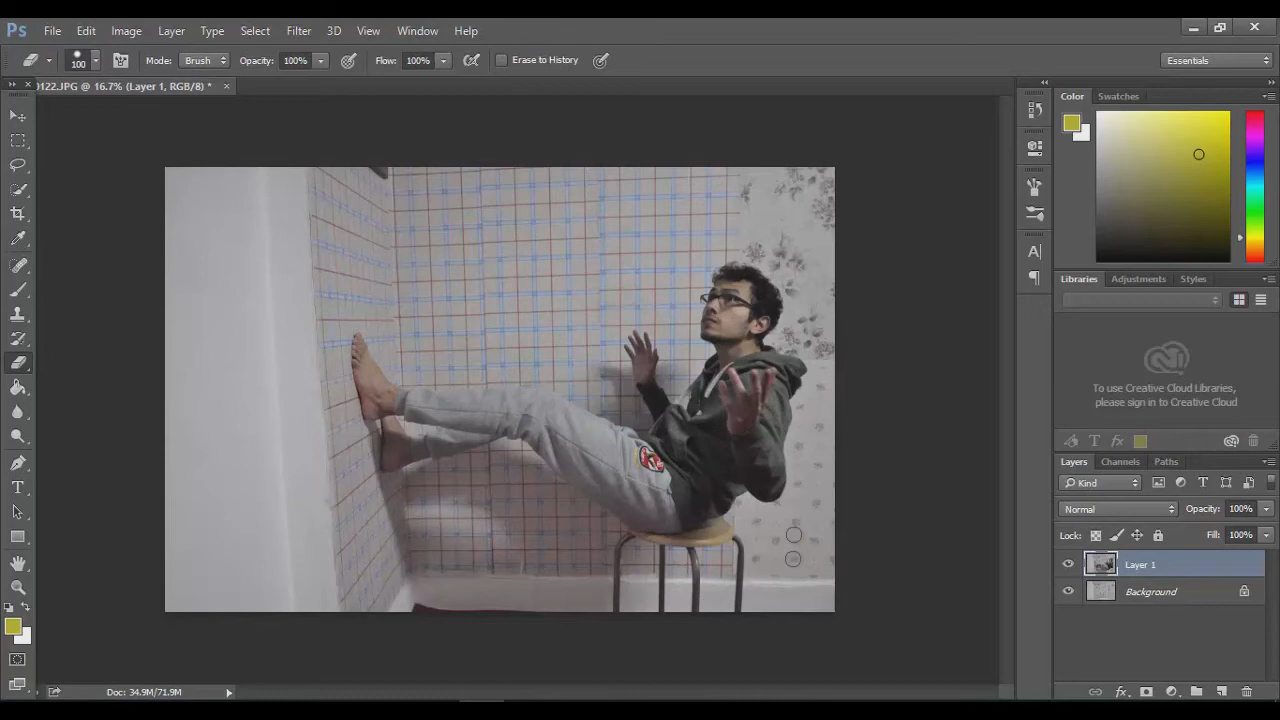 Ps File Edit Image Layer Type Select Filter 3D View Window Help
100 Mode: Brush Opacity: 100% Flow: 100% Erase to History Essentials
0122.JPG @ 16.7% (Layer 1, RGB/8) *
Color Swatches
Libraries Adjustments Styles
To use Creative Cloud Libraries,
please sign in to Creative Cloud
Layers Channels Paths
Kind
Normal Opacity: 100%
Lock: Fill: 100%
Layer 1
Background
Doc: 34.9M/71.9M